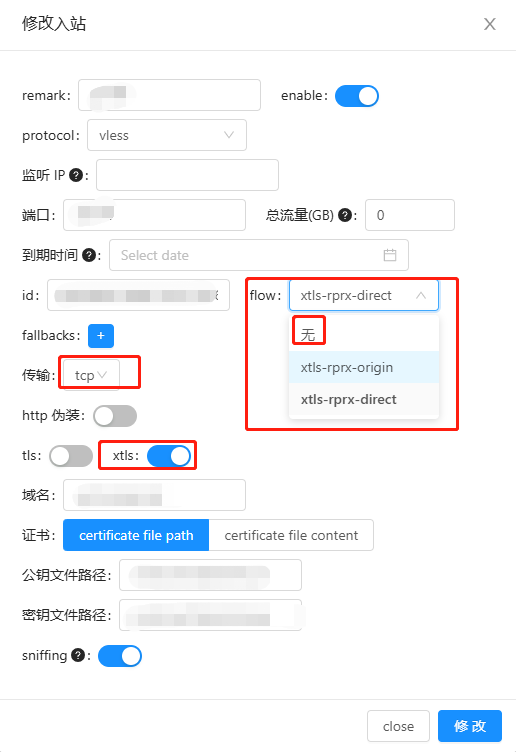 修改入站
remark: enable:
protocol: vless
监听 IP ?:
端口: 总流量(GB) ?: 0
到期时间 ?: Select date
id: flow: xtls-rprx-direct
无
fallbacks: +
xtls-rprx-origin
传输: tcp
xtls-rprx-direct
http 伪装:
tls: xtls:
域名:
证书: certificate file path certificate file content
公钥文件路径:
密钥文件路径:
sniffing ?:
close 修 改